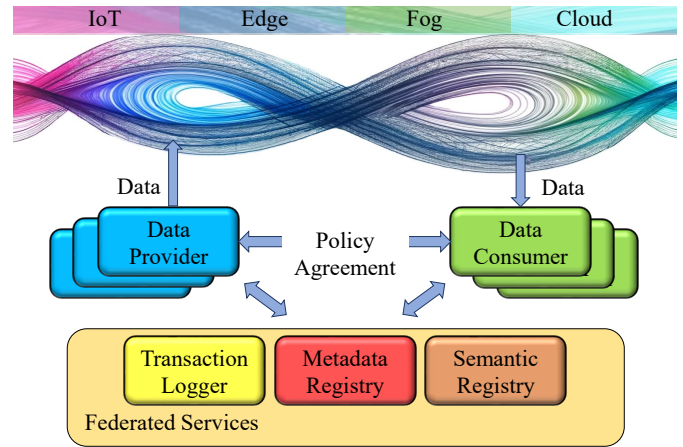 IoT Edge Fog Cloud
Data Data
Data
Provider
Policy
Agreement
Data
Consumer
Transaction
Logger
Metadata
Registry
Semantic
Registry
Federated Services